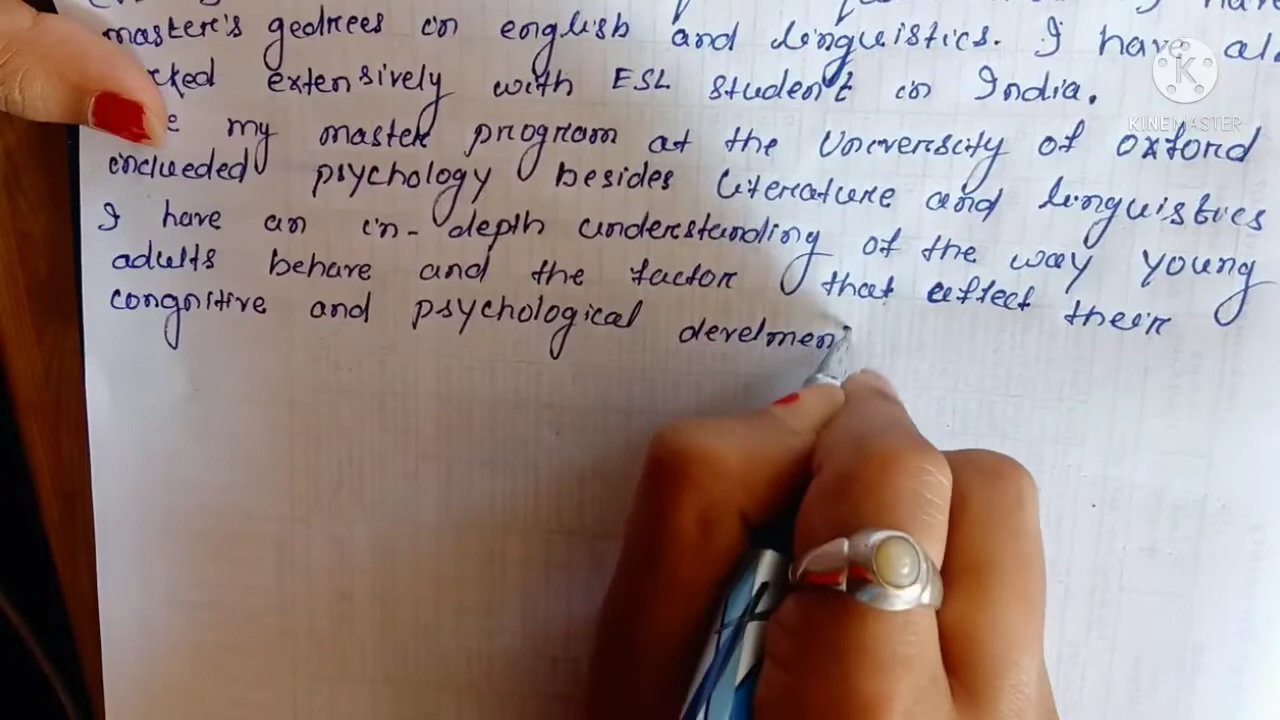 master's gedrees in english and linguistics. I have al
cked extensively with ESL student in India.
e my master program at the University of oxford
inclueded psychology besides literature and linguistics
I have an in-depth understanding of the way young
adults behave and the factor that effect their
congnitive and psychological develmen
K
KINEMASTER